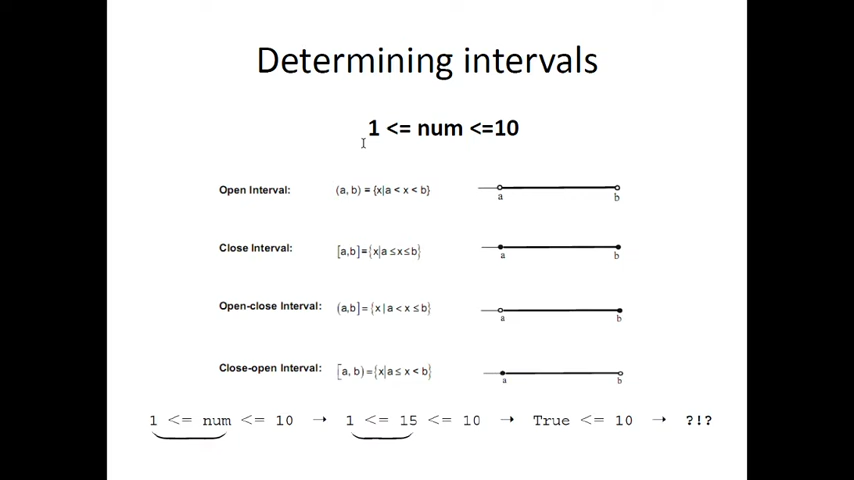 Determining intervals
1 <= num <=10
Open Interval: (a, b) = {x|a < x < b}
a b
Close Interval: [a,b]={x|a ≤x≤b}
a b
Open-close Interval: (a,b]={x|a < x ≤b}
a b
Close-open Interval: [a, b)={x|a≤ x < b}
a b
1 <= num <= 10 → 1 <= 15 <= 10 → True <= 10 → ?!?